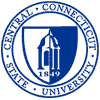 CENTRAL • CONNECTICUT
STATE • UNIVERSITY
1849